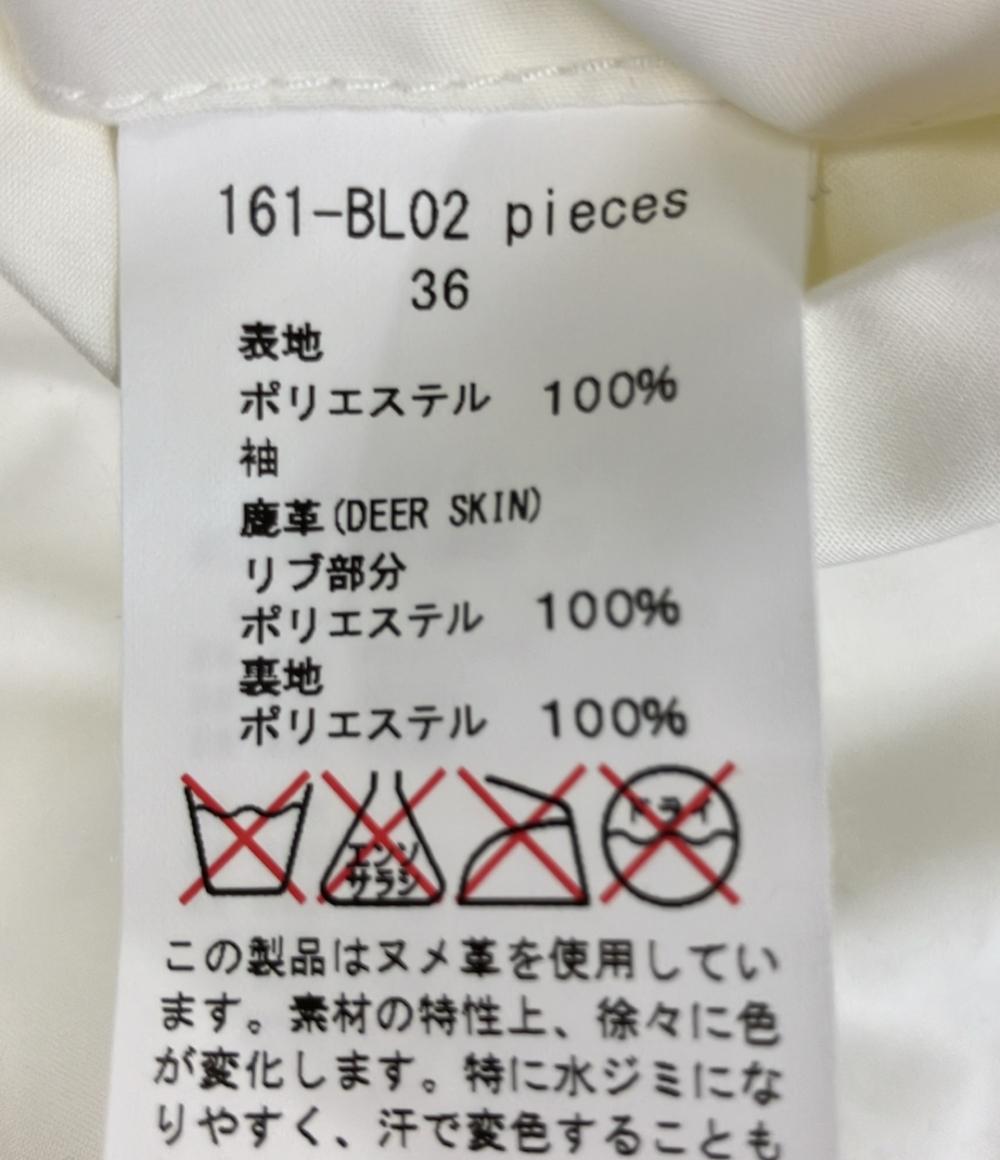 161-BL02 pieces
36
表地
ポリエステル 100%
袖
鹿革(DEER SKIN)
リブ部分
ポリエステル 100%
裏地
ポリエステル 100%
エンソ
サラシ
ドライ
この製品はヌメ革を使用してい
ます。素材の特性上、徐々に色
が変化します。特に水ジミにな
りやすく、汗で変色することも